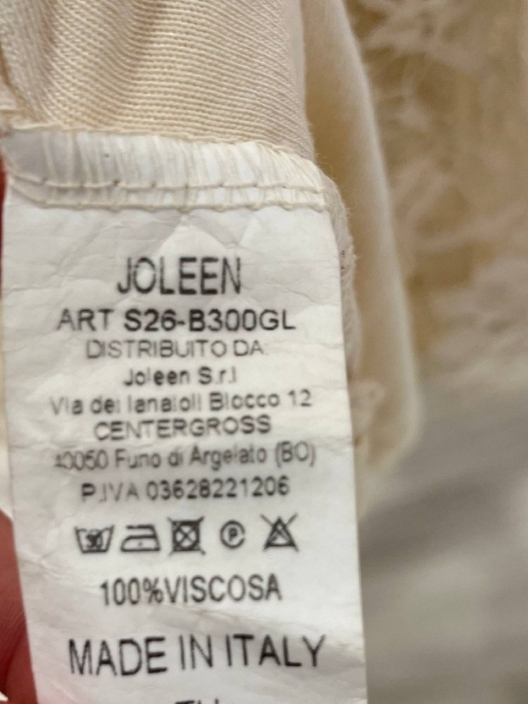 JOLEEN
ART S26-B300GL
DISTRIBUITO DA:
Joleen S.r.l
Via dei lanaioli Blocco 12
CENTERGROSS
40050 Funo di Argelato (BO)
P.IVA 03628221206
30 P
100%VISCOSA
MADE IN ITALY